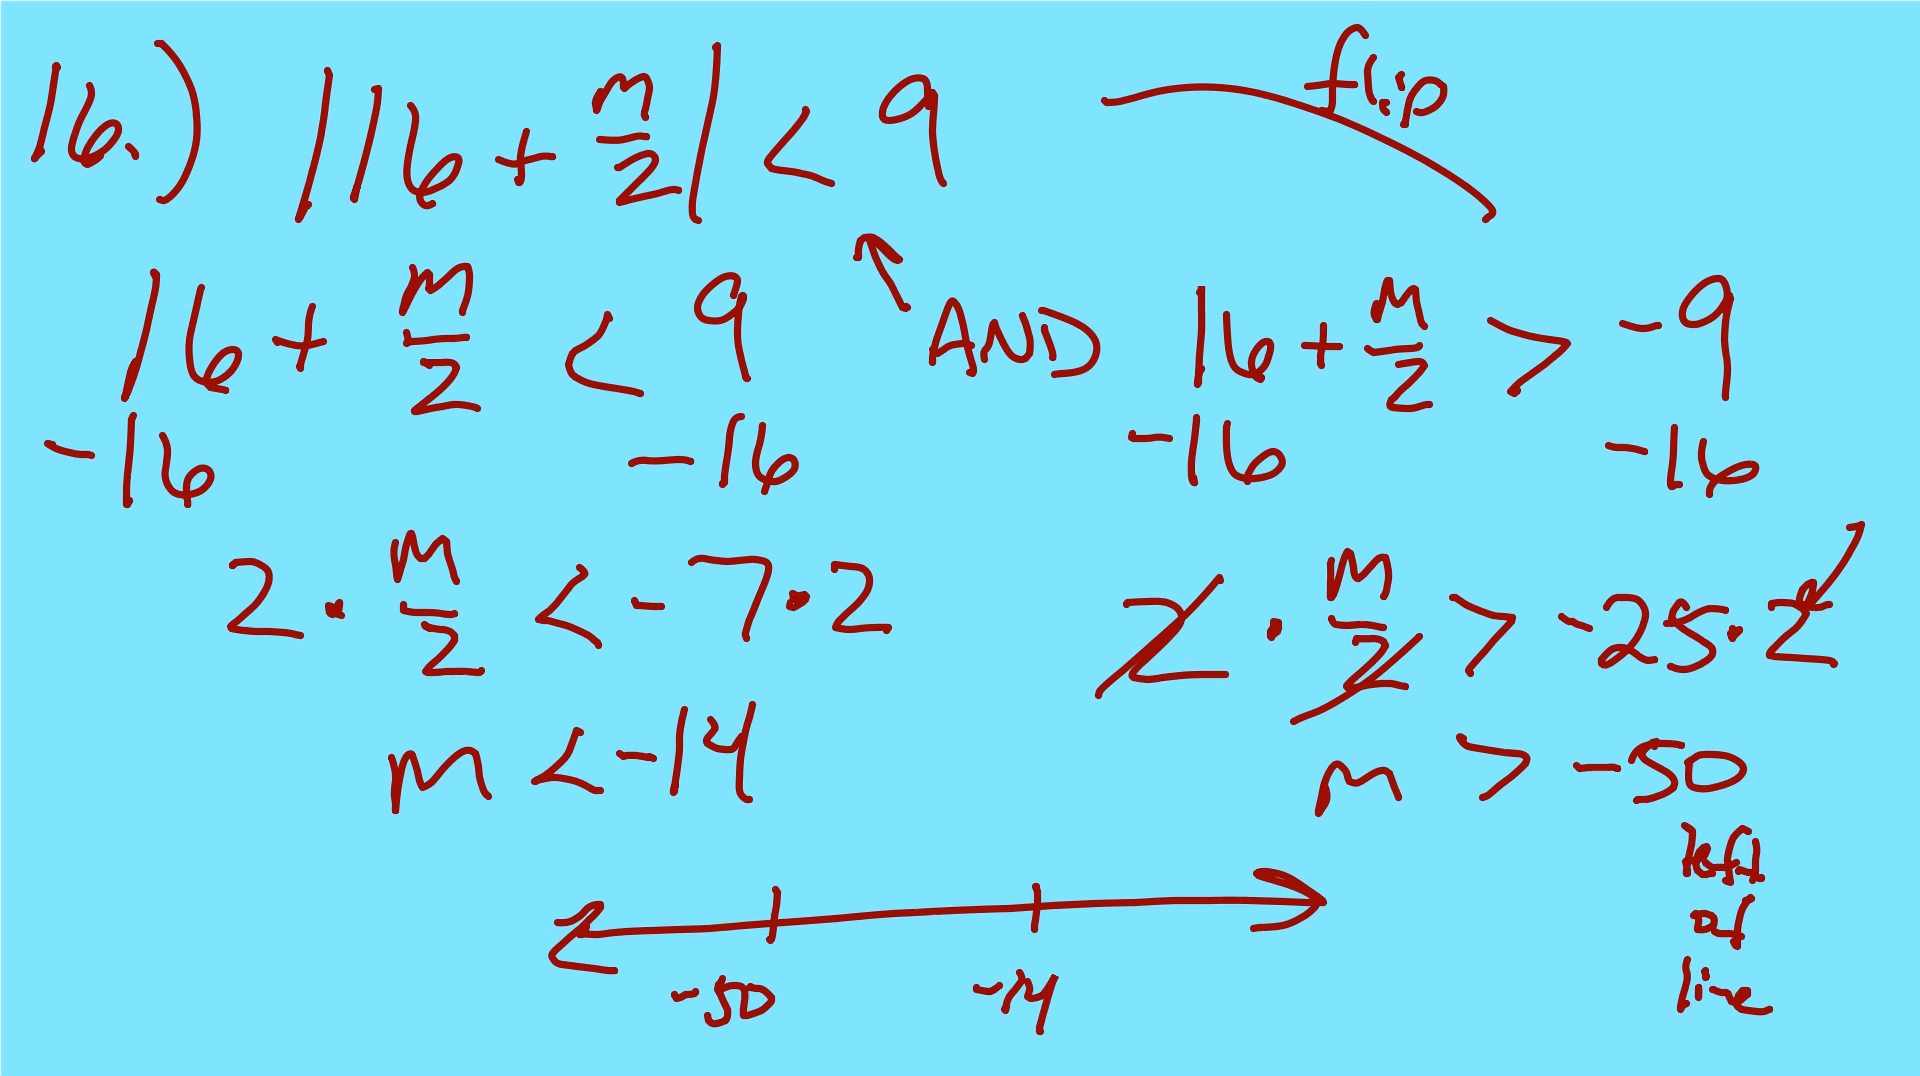 16.) |16 + m/2| < 9 flip
16 + m/2 < 9 AND 16 + m/2 > -9
-16 -16 -16 -16
2 · m/2 < -7 · 2 2 · m/2 > -25 · 2
m < -14 m > -50
left
of
line
-50 -14